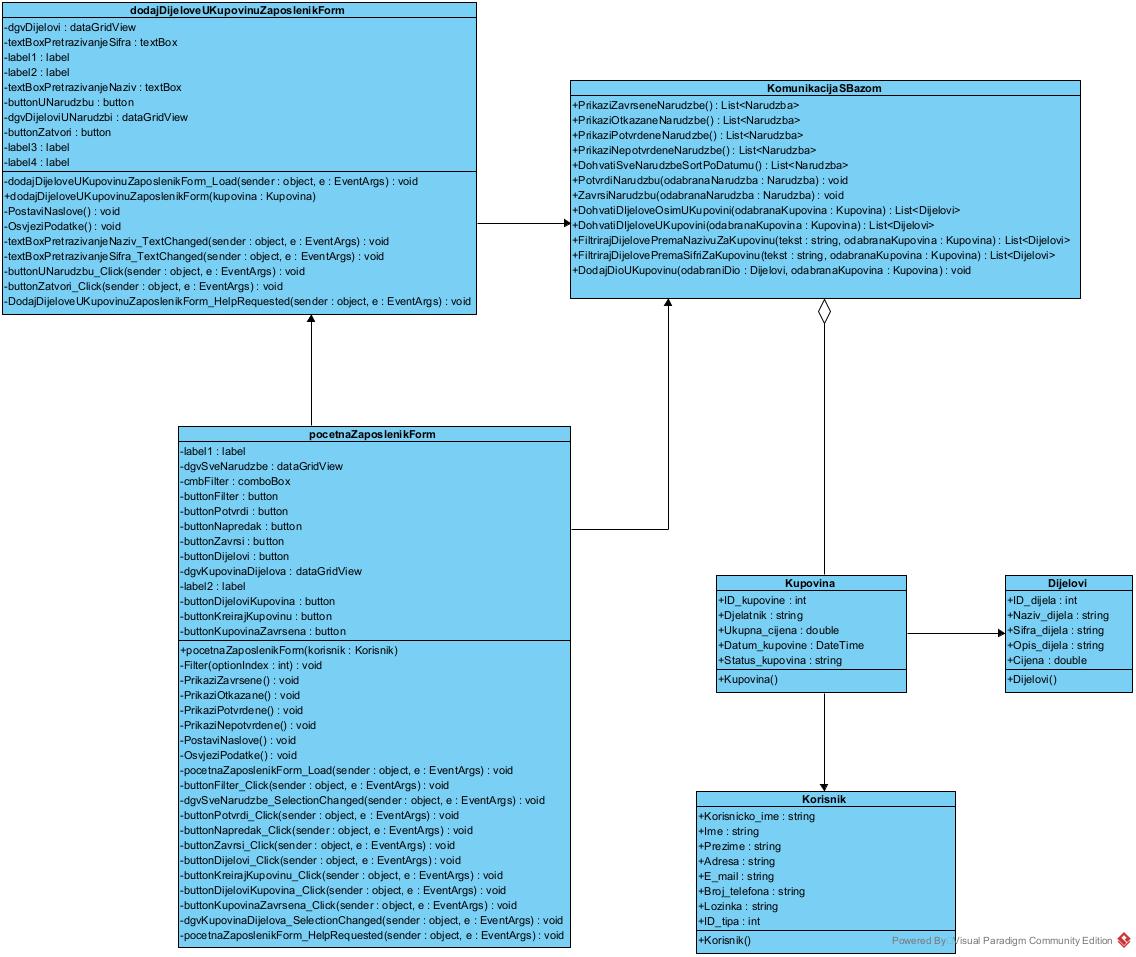 dodajDijeloveUKupovinuZaposlenikForm
-dgvDijelovi : dataGridView
-textBoxPretrazivanjeSifra : textBox
-label1 : label
-label2 : label
-textBoxPretrazivanjeNaziv : textBox
-buttonUNarudzbu : button
-dgvDijeloviUNarudzbi : dataGridView
-buttonZatvori : button
-label3 : label
-label4 : label
-dodajDijeloveUKupovinuZaposlenikForm_Load(sender : object, e : EventArgs) : void
+dodajDijeloveUKupovinuZaposlenikForm(kupovina : Kupovina)
-PostaviNaslove() : void
-OsvjeziPodatke() : void
-textBoxPretrazivanjeNaziv_TextChanged(sender : object, e : EventArgs) : void
-textBoxPretrazivanjeSifra_TextChanged(sender : object, e : EventArgs) : void
-buttonUNarudzbu_Click(sender : object, e : EventArgs) : void
-buttonZatvori_Click(sender : object, e : EventArgs) : void
-DodajDijeloveUKupovinuZaposlenikForm_HelpRequested(sender : object, e : EventArgs) : void
KomunikacijaSBazom
+PrikaziZavrseneNarudzbe() : List<Narudzba>
+PrikaziOtkazaneNarudzbe() : List<Narudzba>
+PrikaziPotvrdeneNarudzbe() : List<Narudzba>
+PrikaziNepotvrdeneNarudzbe() : List<Narudzba>
+DohvatiSveNarudzbeSortPoDatumu() : List<Narudzba>
+PotvrdiNarudzbu(odabranaNarudzba : Narudzba) : void
+ZavrsiNarudzbu(odabranaNarudzba : Narudzba) : void
+DohvatiDIjeloveOsimUKupovini(odabranaKupovina : Kupovina) : List<Dijelovi>
+DohvatiDIjeloveUKupovini(odabranaKupovina : Kupovina) : List<Dijelovi>
+FiltrirajDijelovePremaNazivuZaKupovinu(tekst : string, odabranaKupovina : Kupovina) : List<Dijelovi>
+FiltrirajDijelovePremaSifriZaKupovinu(tekst : string, odabranaKupovina : Kupovina) : List<Dijelovi>
+DodajDioUKupovinu(odabraniDio : Dijelovi, odabranaKupovina : Kupovina) : void
pocetnaZaposlenikForm
-label1 : label
-dgvSveNarudzbe : dataGridView
-cmbFilter : comboBox
-buttonFilter : button
-buttonPotvrdi : button
-buttonNapredak : button
-buttonZavrsi : button
-buttonDijelovi : button
-dgvKupovinaDijelova : dataGridView
-label2 : label
-buttonDijeloviKupovina : button
-buttonKreirajKupovinu : button
-buttonKupovinaZavrsena : button
+pocetnaZaposlenikForm(korisnik : Korisnik)
-Filter(optionIndex : int) : void
-PrikaziZavrsene() : void
-PrikaziOtkazane() : void
-PrikaziPotvrdene() : void
-PrikaziNepotvrdene() : void
-PostaviNaslove() : void
-OsvjeziPodatke() : void
-pocetnaZaposlenikForm_Load(sender : object, e : EventArgs) : void
-buttonFilter_Click(sender : object, e : EventArgs) : void
-dgvSveNarudzbe_SelectionChanged(sender : object, e : EventArgs) : void
-buttonPotvrdi_Click(sender : object, e : EventArgs) : void
-buttonNapredak_Click(sender : object, e : EventArgs) : void
-buttonZavrsi_Click(sender : object, e : EventArgs) : void
-buttonDijelovi_Click(sender : object, e : EventArgs) : void
-buttonKreirajKupovinu_Click(sender : object, e : EventArgs) : void
-buttonDijeloviKupovina_Click(sender : object, e : EventArgs) : void
-buttonKupovinaZavrsena_Click(sender : object, e : EventArgs) : void
-dgvKupovinaDijelova_SelectionChanged(sender : object, e : EventArgs) : void
-pocetnaZaposlenikForm_HelpRequested(sender : object, e : EventArgs) : void
Kupovina
+ID_kupovine : int
+Djelatnik : string
+Ukupna_cijena : double
+Datum_kupovine : DateTime
+Status_kupovina : string
+Kupovina()
Dijelovi
+ID_dijela : int
+Naziv_dijela : string
+Sifra_dijela : string
+Opis_dijela : string
+Cijena : double
+Dijelovi()
Korisnik
+Korisnicko_ime : string
+Ime : string
+Prezime : string
+Adresa : string
+E_mail : string
+Broj_telefona : string
+Lozinka : string
+ID_tipa : int
+Korisnik()
Powered By Visual Paradigm Community Edition